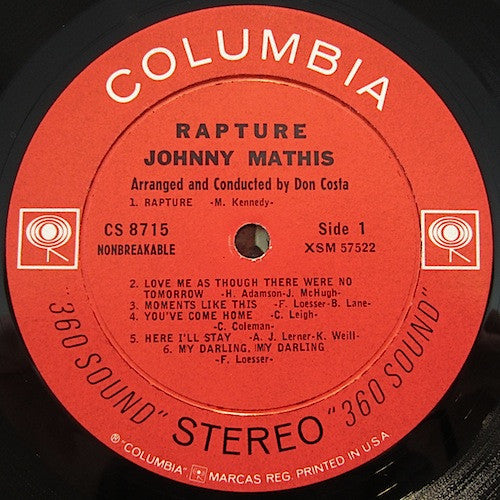 COLUMBIA
RAPTURE
JOHNNY MATHIS
Arranged and Conducted by Don Costa
1. RAPTURE -M. Kennedy-
CS 8715
NONBREAKABLE
Side 1
XSM 57522
2. LOVE ME AS THOUGH THERE WERE NO
TOMORROW -H. Adamson-J. McHugh-
3. MOMENTS LIKE THIS -F. Loesser-B. Lane-
4. YOU'VE COME HOME -C. Leigh-
C. Coleman-
5. HERE I'LL STAY -A. J. Lerner-K. Weill-
6. MY DARLING, MY DARLING
-F. Loesser-
"360 SOUND" STEREO "360 SOUND"
Ⓟ "COLUMBIA" MARCAS REG. PRINTED IN U.S.A.